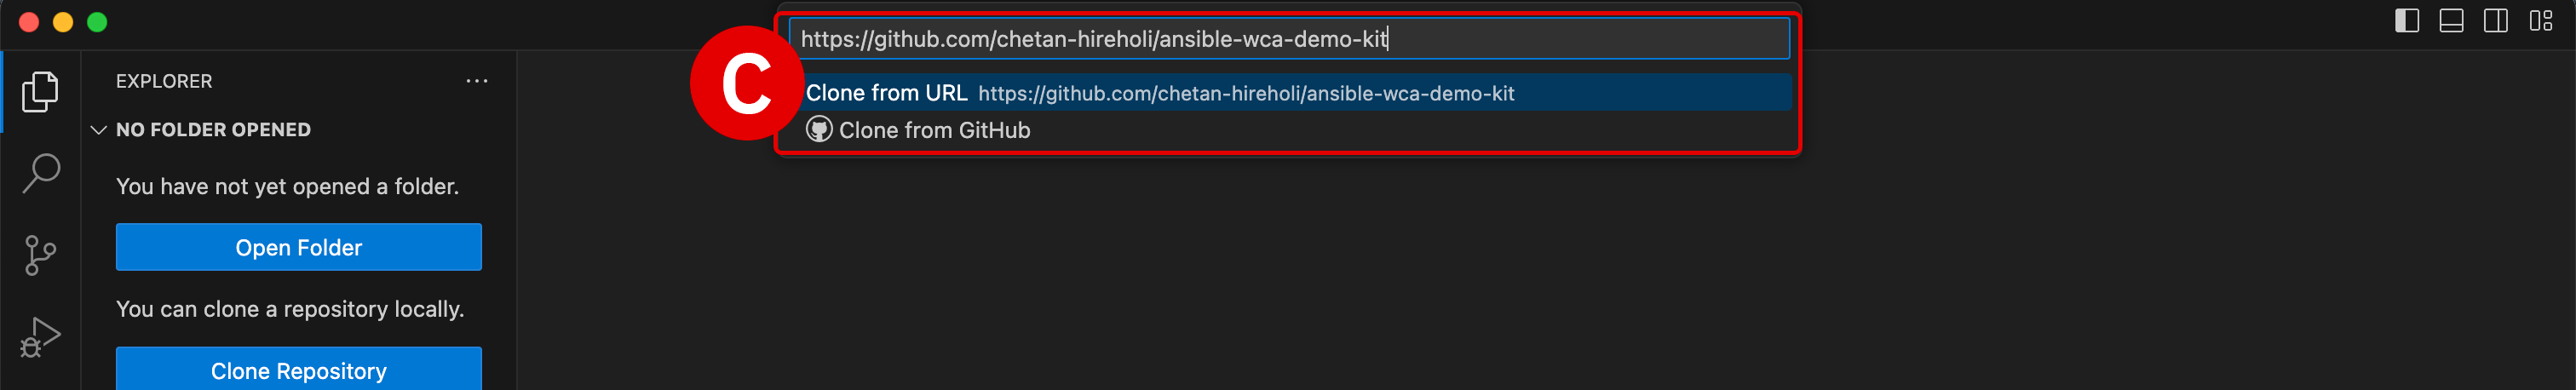 https://github.com/chetan-hireholi/ansible-wca-demo-kit
C
Clone from URL https://github.com/chetan-hireholi/ansible-wca-demo-kit
Clone from GitHub
EXPLORER
NO FOLDER OPENED
You have not yet opened a folder.
Open Folder
You can clone a repository locally.
Clone Repository